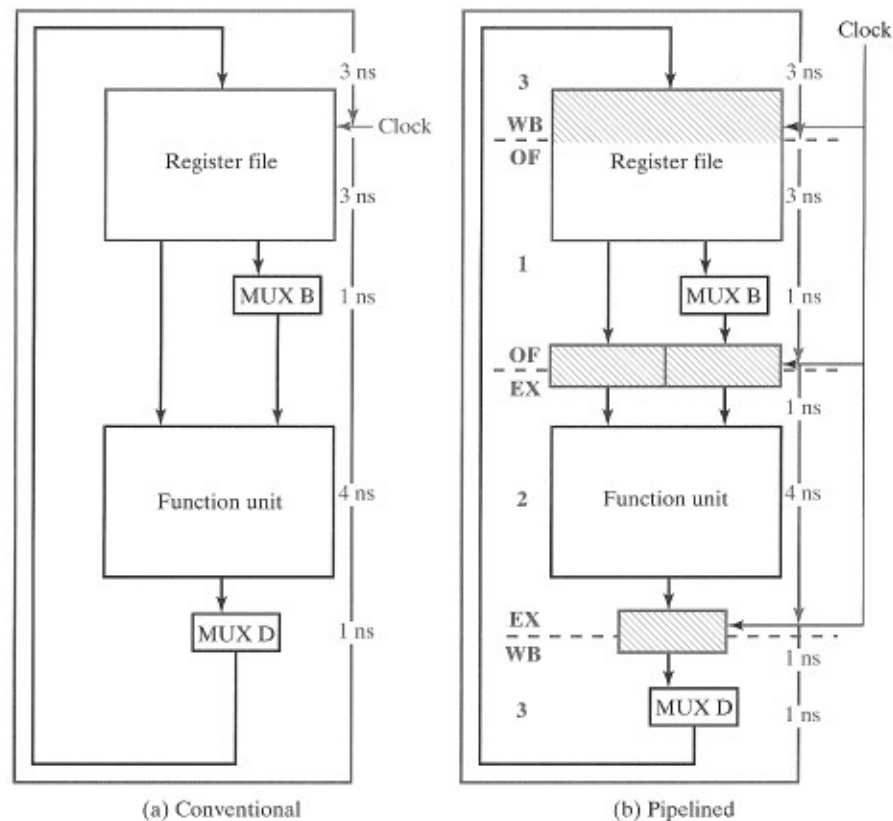 3 ns
Clock
Register file
3 ns
MUX B
1 ns
Function unit
4 ns
MUX D
1 ns
(a) Conventional
Clock
3
3 ns
WB
OF
Register file
3 ns
1
MUX B
1 ns
OF
EX
1 ns
2
Function unit
4 ns
EX
WB
1 ns
3
MUX D
1 ns
(b) Pipelined